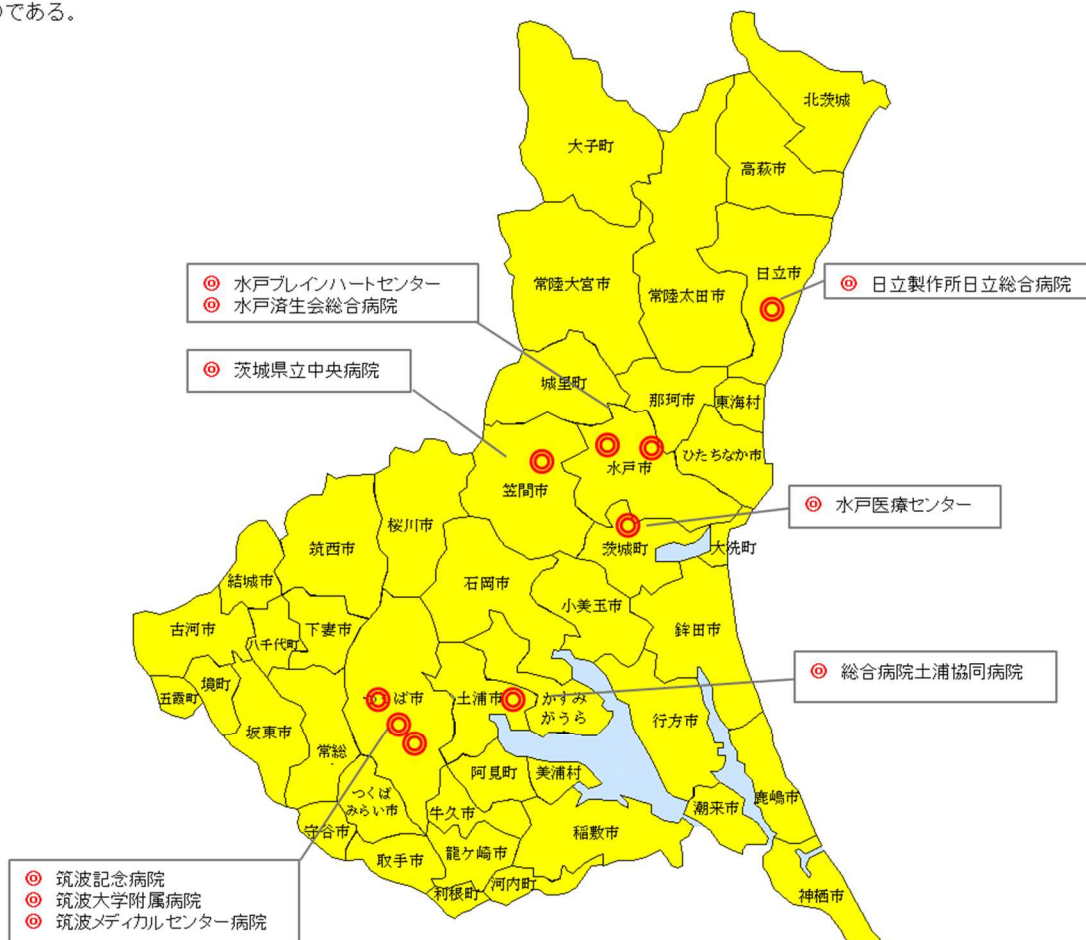 のである。
北茨城
大子町
高萩市
日立市
常陸大宮市
常陸太田市
水戸ブレインハートセンター
水戸済生会総合病院
日立製作所日立総合病院
茨城県立中央病院
城里町
那珂市
東海村
ひたちなか市
水戸市
笠間市
水戸医療センター
桜川市
筑西市
茨城町
大洗町
石岡市
結城市
小美玉市
古河市
八千代町
下妻市
鉾田市
総合病院土浦協同病院
五霞町
境町
つくば市
土浦市
かすみ
がうら
行方市
坂東市
常総
阿見町
美浦村
つくば
みらい市
牛久市
潮来市
鹿嶋市
守谷市
稲敷市
取手市
龍ケ崎市
利根町
河内町
神栖市
筑波記念病院
筑波大学附属病院
筑波メディカルセンター病院